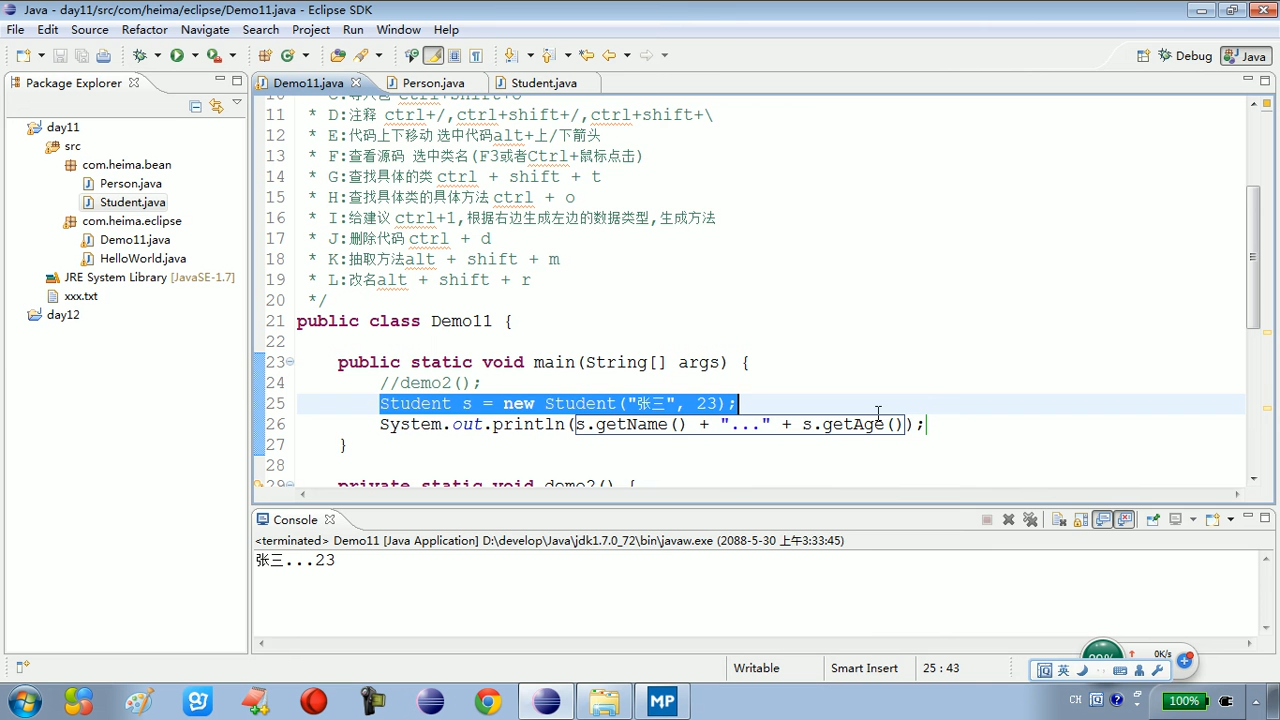 Java - day11/src/com/heima/eclipse/Demo11.java - Eclipse SDK
File Edit Source Refactor Navigate Search Project Run Window Help
Debug Java
Package Explorer
Demo11.java Person.java Student.java
day11
src
com.heima.bean
Person.java
Student.java
com.heima.eclipse
Demo11.java
HelloWorld.java
JRE System Library [JavaSE-1.7]
xxx.txt
day12
11 * D:注释 ctrl+/,ctrl+shift+/,ctrl+shift+\
12 * E:代码上下移动 选中代码alt+上/下箭头
13 * F:查看源码 选中类名(F3或者Ctrl+鼠标点击)
14 * G:查找具体的类 ctrl + shift + t
15 * H:查找具体类的具体方法 ctrl + o
16 * I:给建议 ctrl+1,根据右边生成左边的数据类型,生成方法
17 * J:删除代码 ctrl + d
18 * K:抽取方法alt + shift + m
19 * L:改名alt + shift + r
20 */
21 public class Demo11 {
22
23 public static void main(String[] args) {
24 //demo2();
25 Student s = new Student("张三", 23);
26 System.out.println(s.getName() + "..." + s.getAge());
27 }
28
29 private static void demo2() {
Console
<terminated> Demo11 [Java Application] D:\develop\Java\jdk1.7.0_72\bin\javaw.exe (2088-5-30 上午3:33:45)
张三...23
Writable Smart Insert 25 : 43
0K/s
英
MP
CH
100%